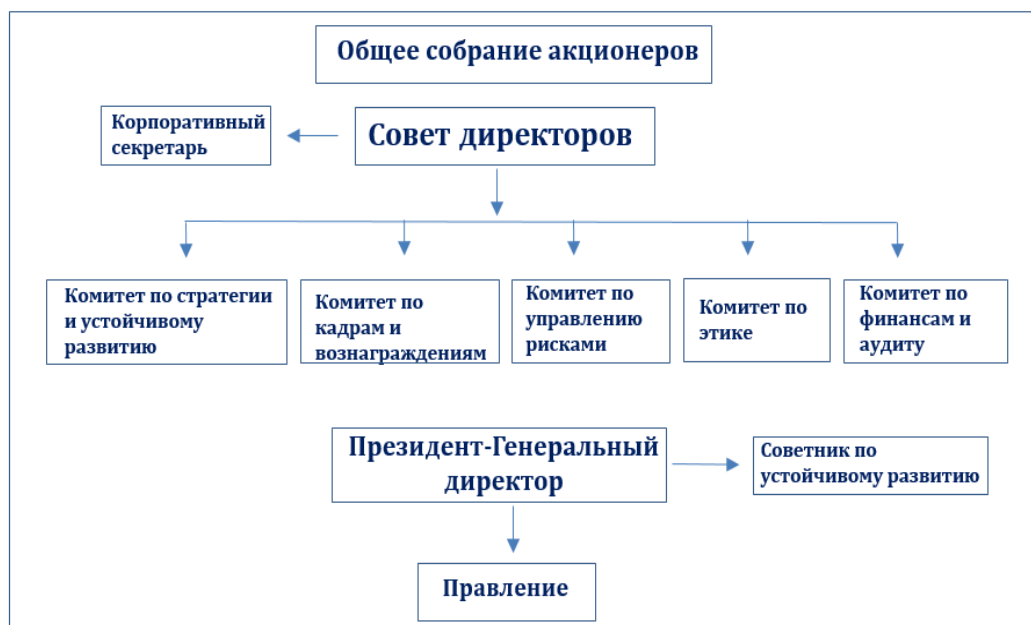 Общее собрание акционеров
Корпоративный
секретарь
Совет директоров
Комитет по стратегии
и устойчивому
развитию
Комитет по
кадрам и
вознаграждениям
Комитет по
управлению
рисками
Комитет по
этике
Комитет по
финансам и
аудиту
Президент-Генеральный
директор
Советник по
устойчивому развитию
Правление